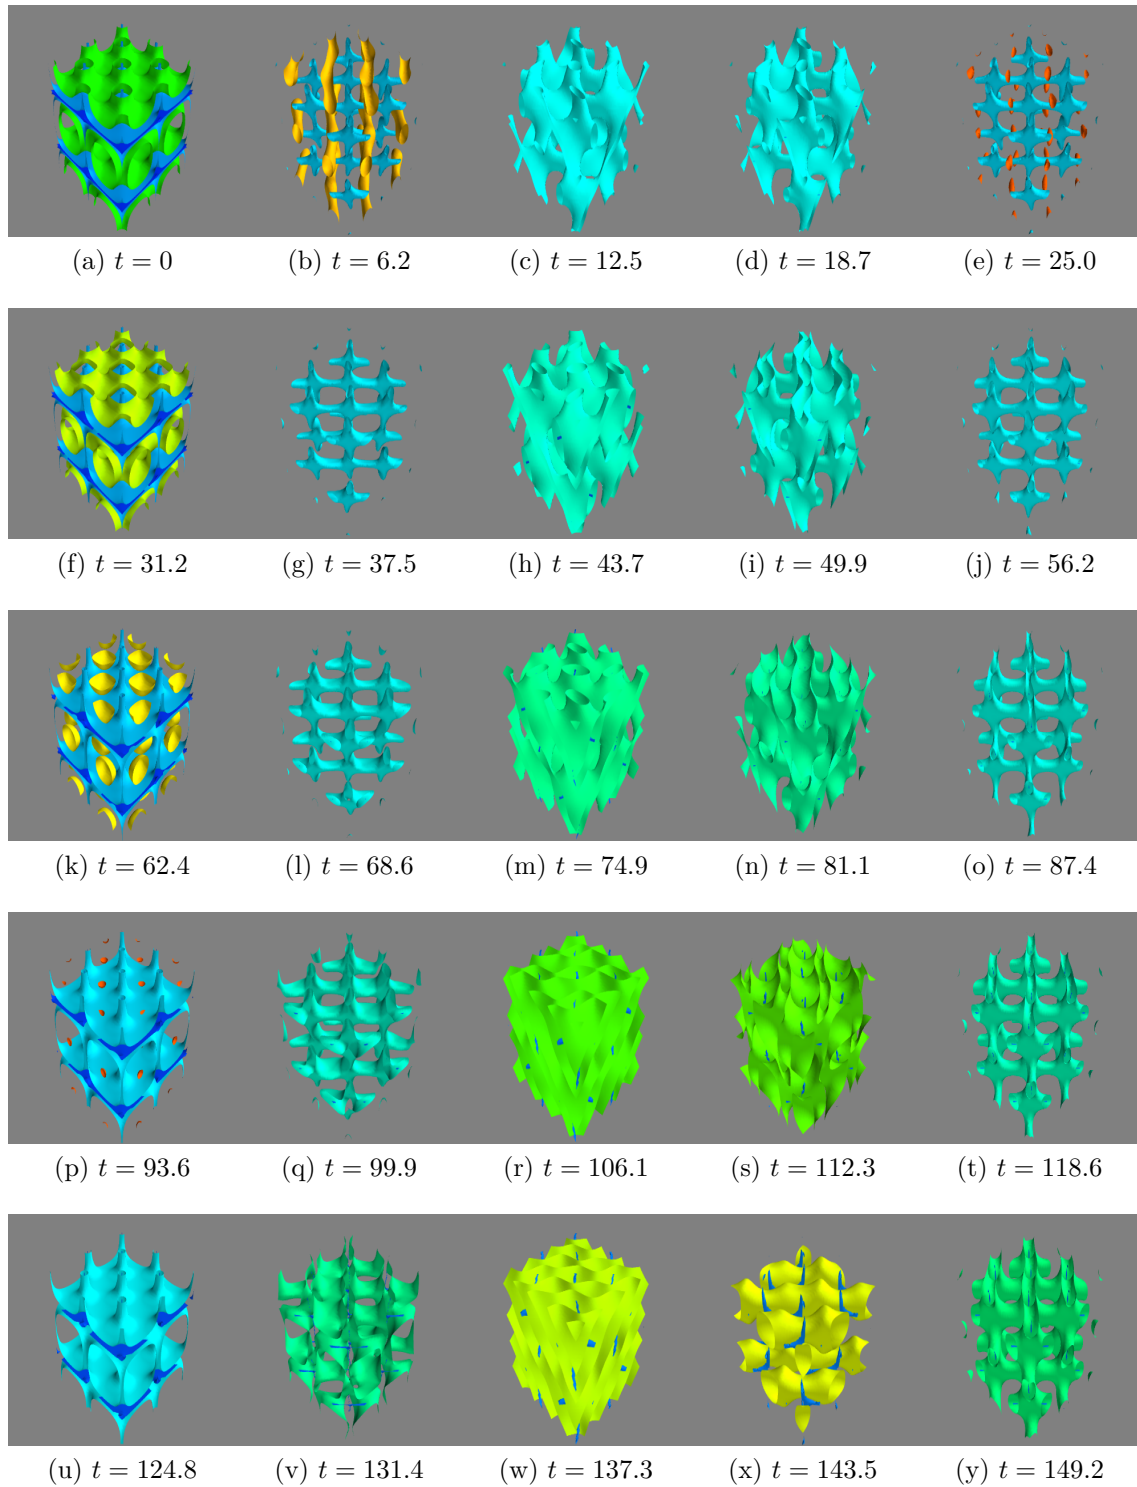 (a) t = 0 (b) t = 6.2 (c) t = 12.5 (d) t = 18.7 (e) t = 25.0
(f) t = 31.2 (g) t = 37.5 (h) t = 43.7 (i) t = 49.9 (j) t = 56.2
(k) t = 62.4 (l) t = 68.6 (m) t = 74.9 (n) t = 81.1 (o) t = 87.4
(p) t = 93.6 (q) t = 99.9 (r) t = 106.1 (s) t = 112.3 (t) t = 118.6
(u) t = 124.8 (v) t = 131.4 (w) t = 137.3 (x) t = 143.5 (y) t = 149.2